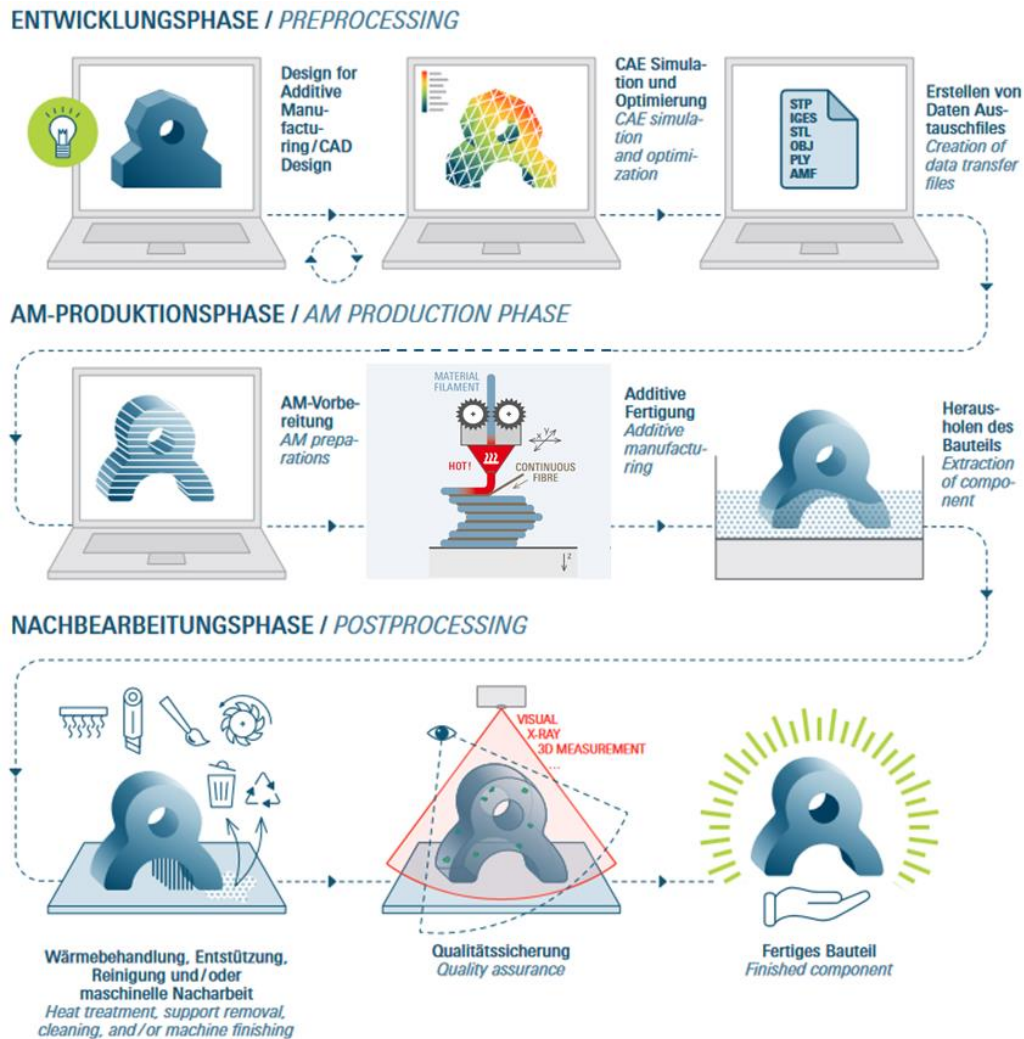 ENTWICKLUNGSPHASE / PREPROCESSING
Design for
Additive
Manu-
factu-
ring/CAD
Design
CAE Simula-
tion und
Optimierung
CAE simula-
tion
and optimi-
zation
STP
IGES
STL
OBJ
PLY
AMF
Erstellen von
Daten Aus-
tauschfiles
Creation of
data transfer
files
AM-PRODUKTIONSPHASE / AM PRODUCTION PHASE
AM-Vorbe-
reitung
AM prepa-
rations
MATERIAL
FILAMENT
X Y
HOT!
CONTINUOUS
FIBRE
Z
Additive
Fertigung
Additive
manufactu-
ring
Heraus-
holen des
Bauteils
Extraction
of compo-
nent
NACHBEARBEITUNGSPHASE / POSTPROCESSING
VISUAL
X-RAY
3D MEASUREMENT
...
Wärmebehandlung, Entstützung,
Reinigung und/oder
maschinelle Nacharbeit
Heat treatment, support removal,
cleaning, and/or machine finishing
Qualitätssicherung
Quality assurance
Fertiges Bauteil
Finished component